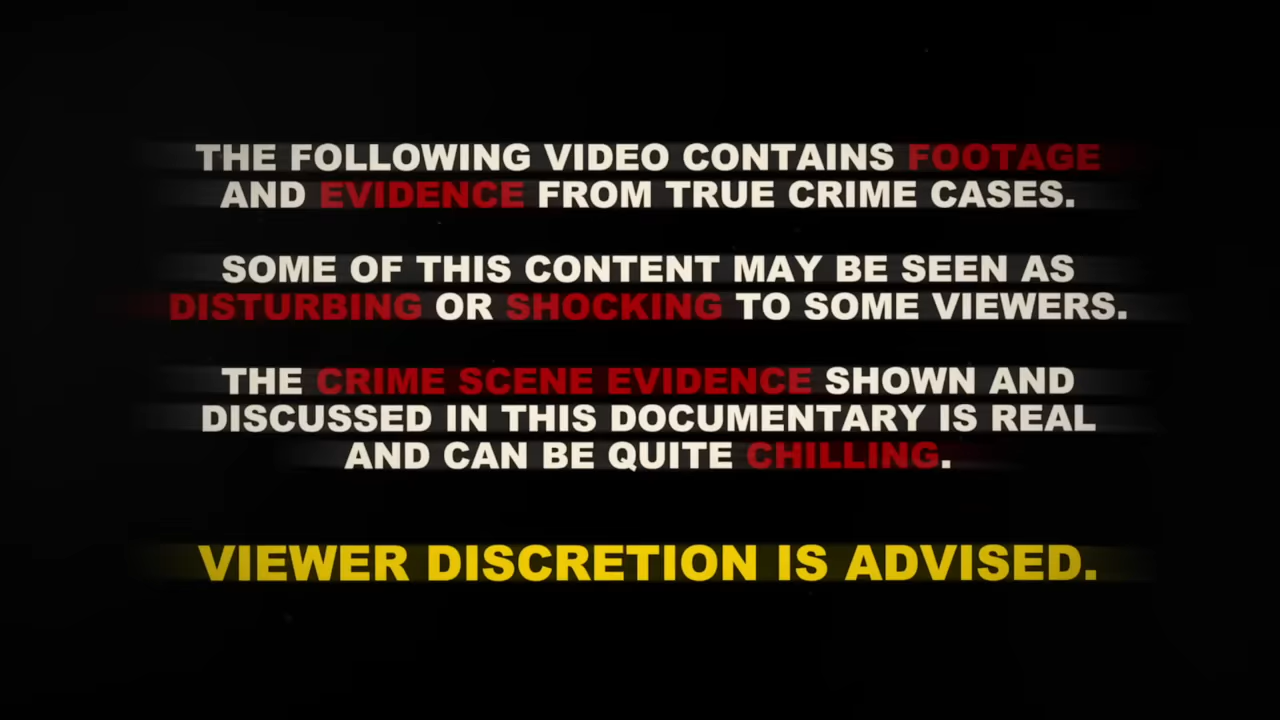 THE FOLLOWING VIDEO CONTAINS FOOTAGE
AND EVIDENCE FROM TRUE CRIME CASES.
SOME OF THIS CONTENT MAY BE SEEN AS
DISTURBING OR SHOCKING TO SOME VIEWERS.
THE CRIME SCENE EVIDENCE SHOWN AND
DISCUSSED IN THIS DOCUMENTARY IS REAL
AND CAN BE QUITE CHILLING.
VIEWER DISCRETION IS ADVISED.